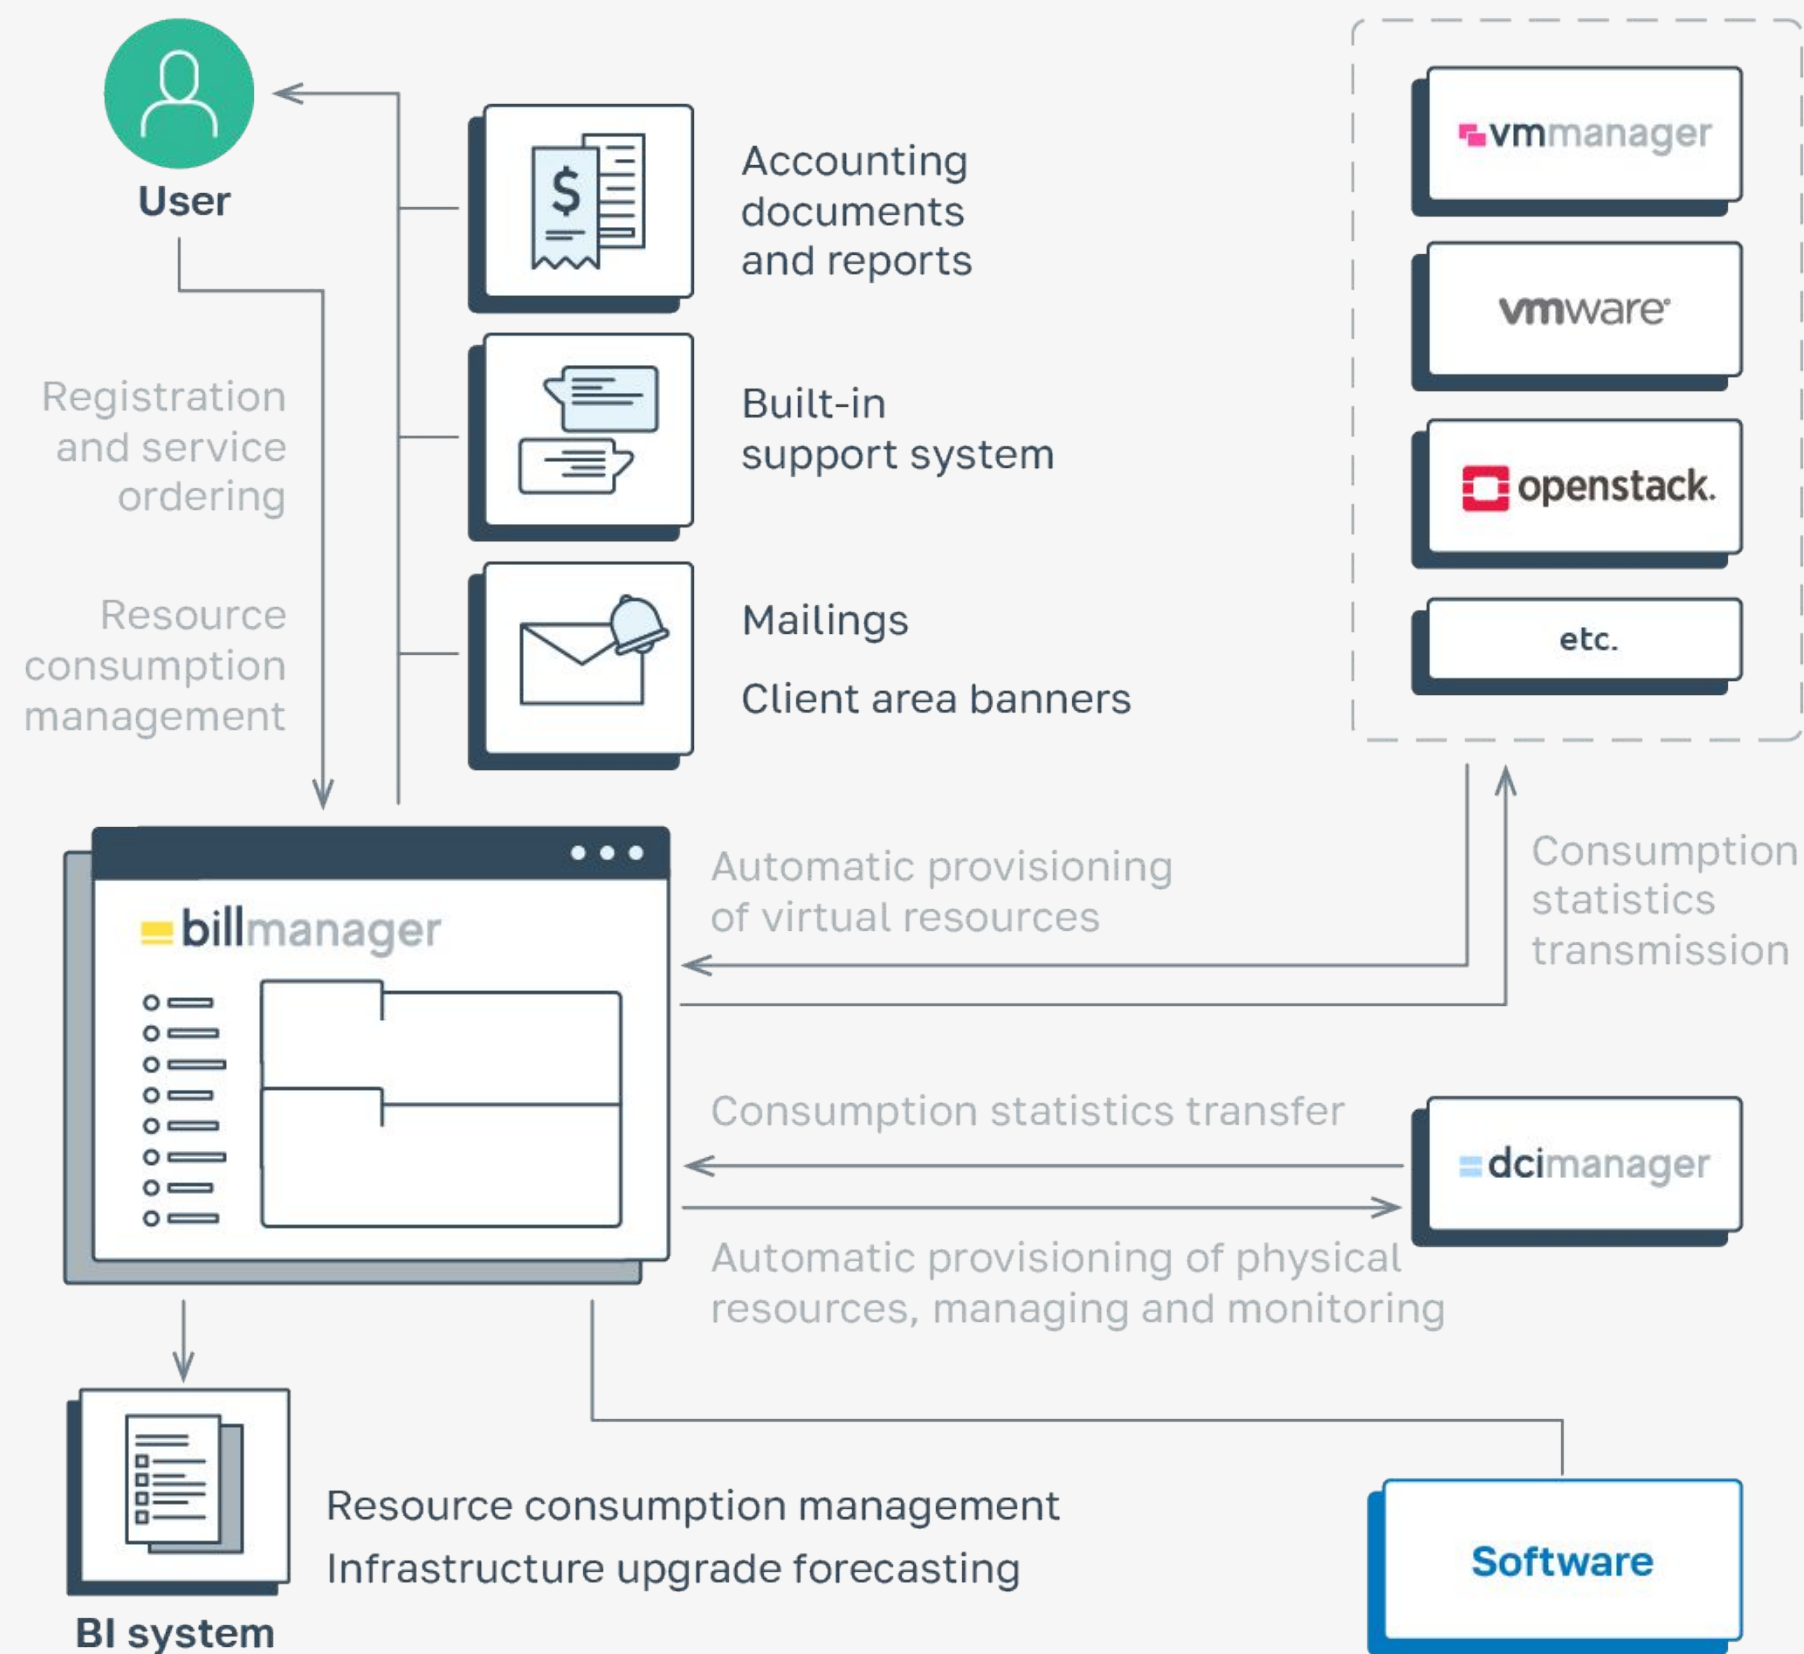 User
Accounting
documents
and reports
Registration
and service
ordering
Built-in
support system
Resource
consumption
management
Mailings
Client area banners
vmmanager
vmware
openstack.
etc.
billmanager
Automatic provisioning
of virtual resources
Consumption
statistics
transmission
Consumption statistics transfer
dcimanager
Automatic provisioning of physical
resources, managing and monitoring
Resource consumption management
Infrastructure upgrade forecasting
BI system
Software